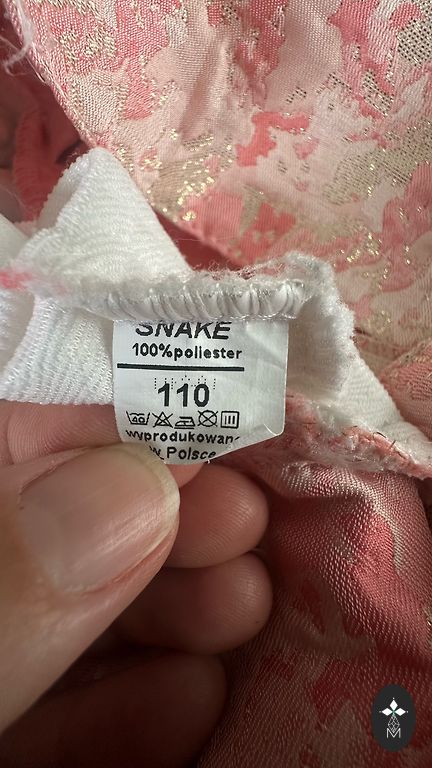 SNAKE
100%poliester
110
wyprodukowano
w Polsce
M